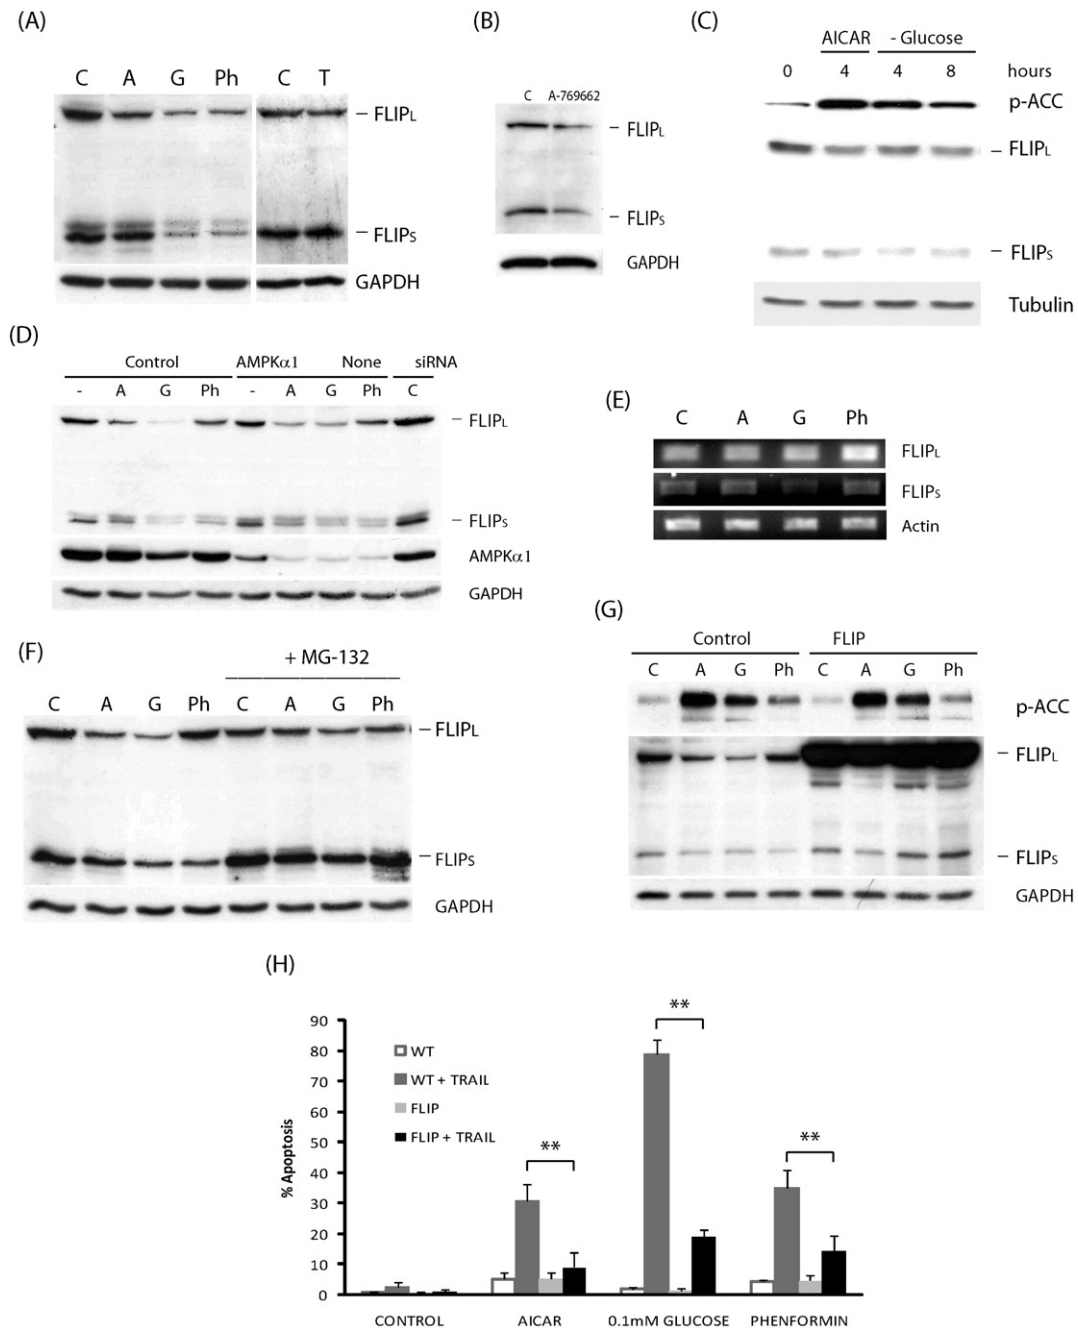 (A)
C A G Ph C T
FLIPL
FLIPS
GAPDH
(B)
C A-769662
FLIPL
FLIPS
GAPDH
(C)
AICAR - Glucose
0 4 4 8 hours
p-ACC
FLIPL
FLIPS
Tubulin
(D)
Control AMPKα1 None siRNA
- A G Ph - A G Ph C
FLIPL
FLIPS
AMPKα1
GAPDH
(E)
C A G Ph
FLIPL
FLIPS
Actin
(F)
+ MG-132
C A G Ph C A G Ph
FLIPL
FLIPS
GAPDH
(G)
Control FLIP
C A G Ph C A G Ph
p-ACC
FLIPL
FLIPS
GAPDH
(H)
% Apoptosis
90
80
70
60
50
40
30
20
10
0
WT
WT + TRAIL
FLIP
FLIP + TRAIL
**
**
**
CONTROL AICAR 0.1mM GLUCOSE PHENFORMIN